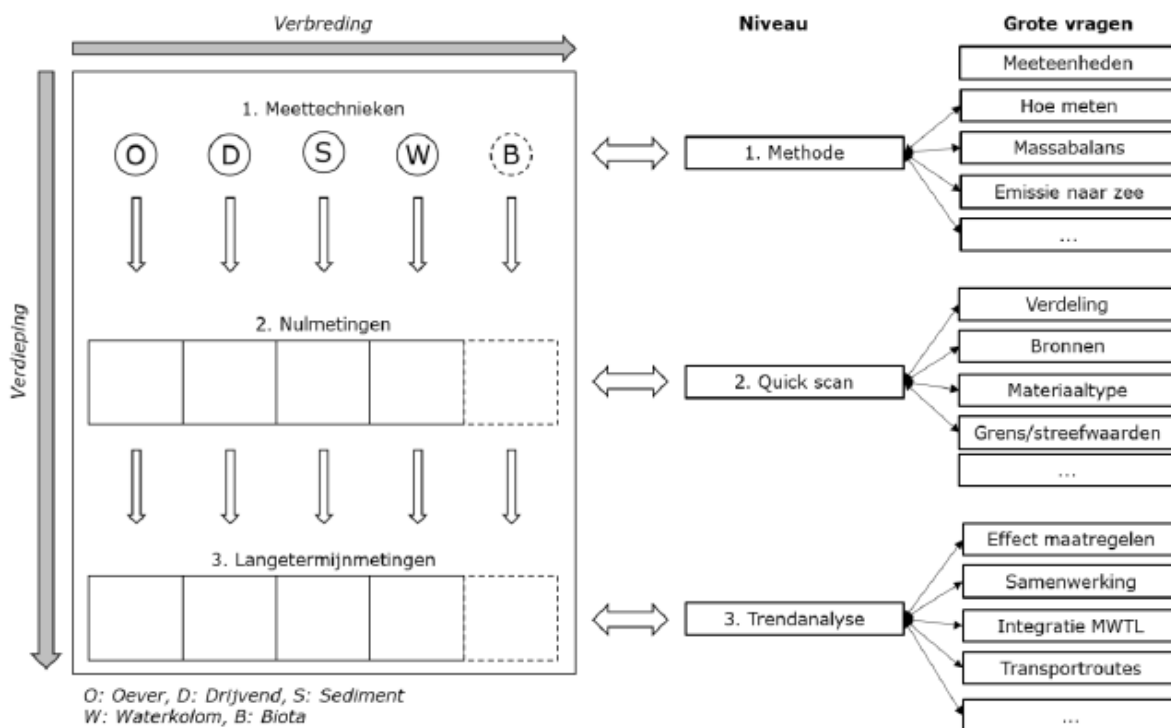 Verbreding
Niveau
Grote vragen
Verdieping
1. Meettechnieken
O
D
S
W
B
2. Nulmetingen
3. Langetermijnmetingen
O: Oever, D: Drijvend, S: Sediment
W: Waterkolom, B: Biota
1. Methode
Meeteenheden
Hoe meten
Massabalans
Emissie naar zee
...
2. Quick scan
Verdeling
Bronnen
Materiaaltype
Grens/streefwaarden
...
3. Trendanalyse
Effect maatregelen
Samenwerking
Integratie MWTL
Transportroutes
...